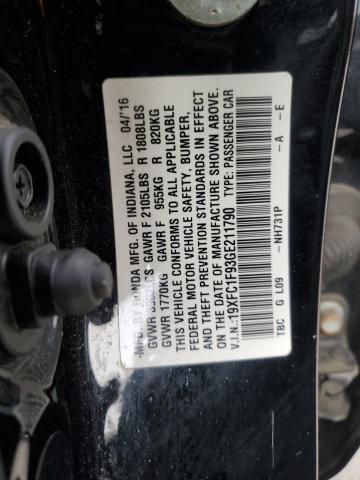 MFD. BY HONDA MFG. OF INDIANA, LLC 04/'16
GVWR LBS GAWR F 2105LBS R 1808LBS
GVWR 1770KG GAWR F 955KG R 820KG
THIS VEHICLE CONFORMS TO ALL APPLICABLE
FEDERAL MOTOR VEHICLE SAFETY, BUMPER,
AND THEFT PREVENTION STANDARDS IN EFFECT
ON THE DATE OF MANUFACTURE SHOWN ABOVE.
V.I.N.:19XFC1F93GE211790 TYPE: PASSENGER CAR
- NH731P - A - E
TBC G L09